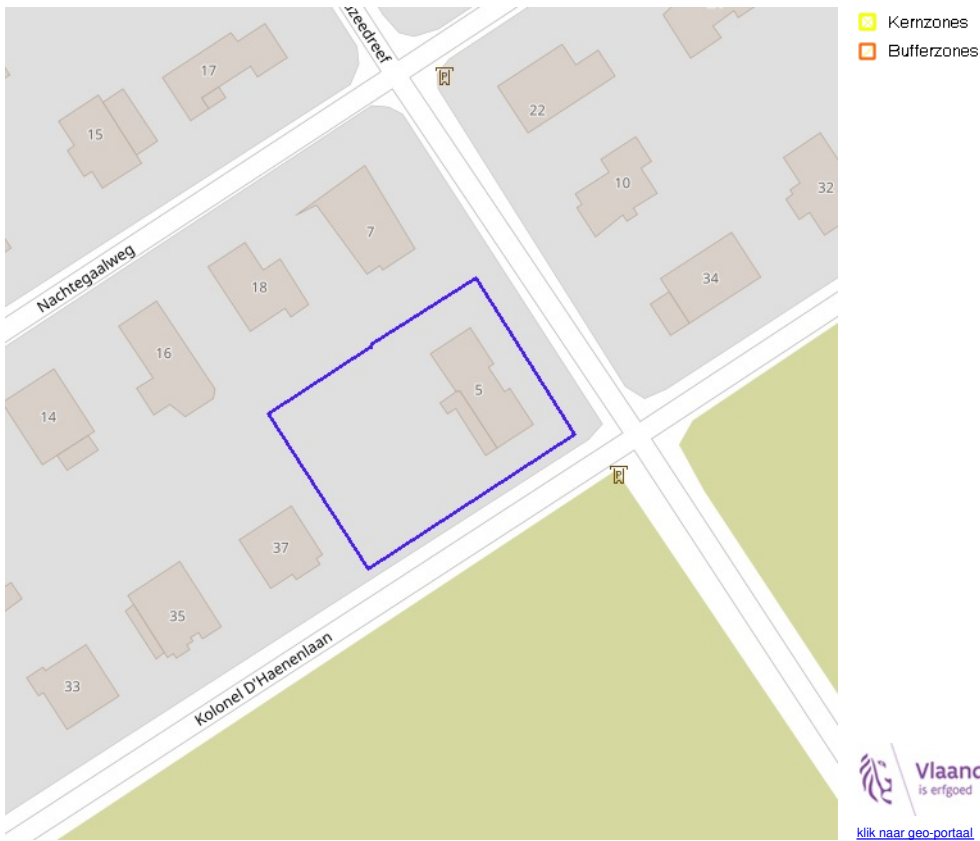 Kernzones
Bufferzones
uzeedreef
P
17
22
15
10
32
7
34
18
Nachtegaalweg
16
5
14
P
37
35
33
Kolonel D'Haenenlaan
Vlaand
is erfgoed
klik naar geo-portaal